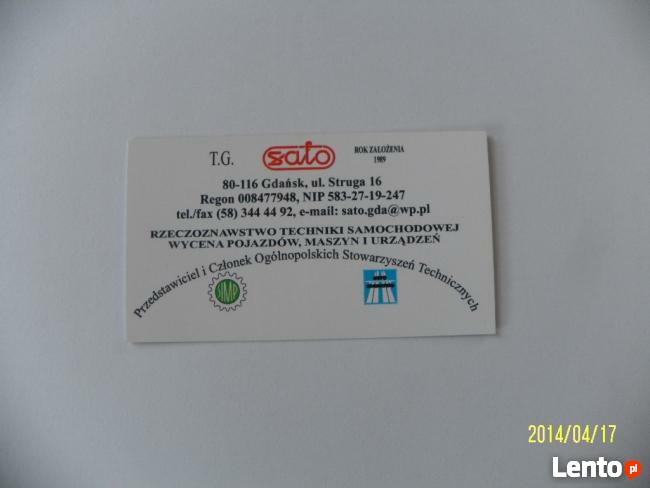 T.G. sato ROK ZAŁOŻENIA
1989
80-116 Gdańsk, ul. Struga 16
Regon 008477948, NIP 583-27-19-247
tel./fax (58) 344 44 92, e-mail: sato.gda@wp.pl
RZECZOZNAWSTWO TECHNIKI SAMOCHODOWEJ
WYCENA POJAZDÓW, MASZYN I URZĄDZEŃ
Przedstawiciel i Członek Ogólnopolskich Stowarzyszeń Technicznych
SIMP
2014/04/17
Lento.pl